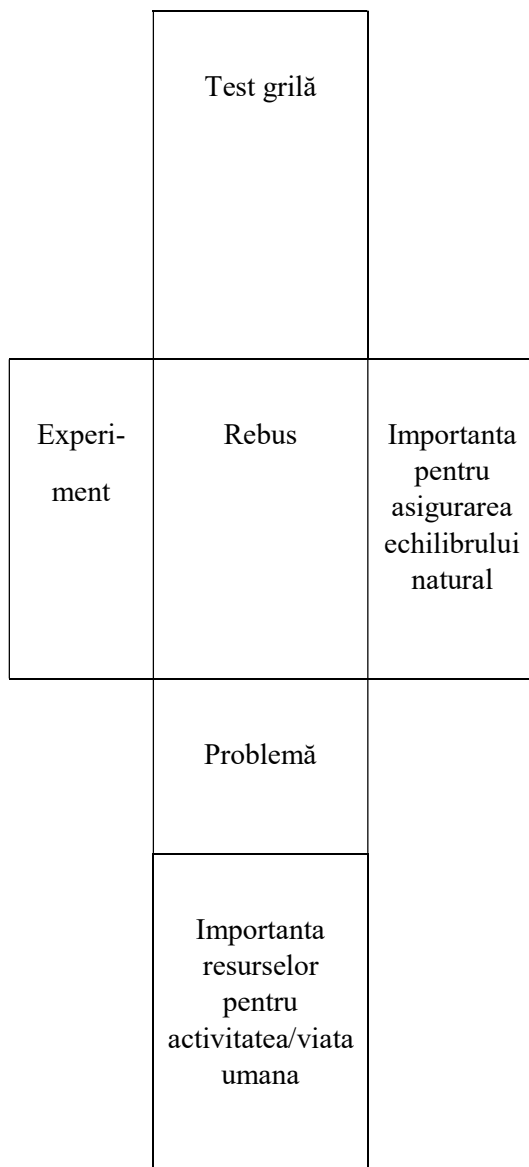 Test grilă
Experi-
ment
Rebus
Importanta
pentru
asigurarea
echilibrului
natural
Problemă
Importanta
resurselor
pentru
activitatea/viata
umana